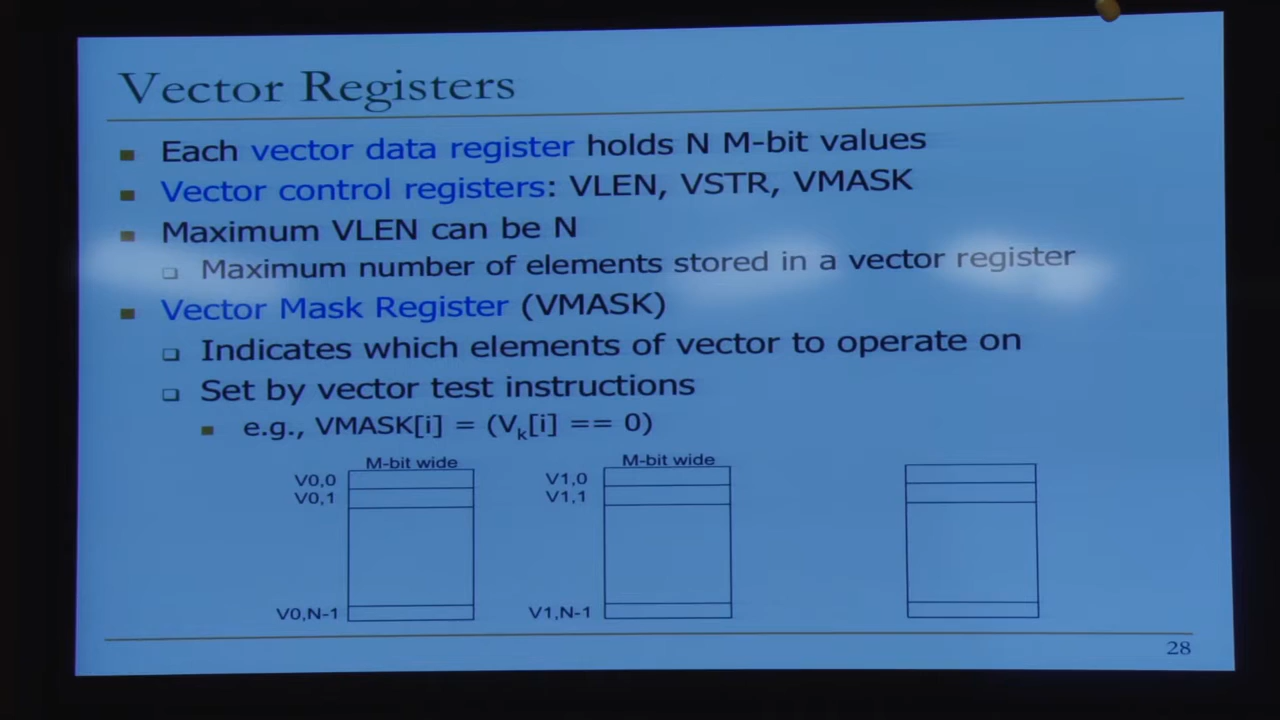 Vector Registers
Each vector data register holds N M-bit values
Vector control registers: VLEN, VSTR, VMASK
Maximum VLEN can be N
Maximum number of elements stored in a vector register
Vector Mask Register (VMASK)
Indicates which elements of vector to operate on
Set by vector test instructions
e.g., VMASK[i] = (Vk[i] == 0)
M-bit wide
M-bit wide
V0,0
V1,0
V0,1
V1,1
V0,N-1
V1,N-1
28